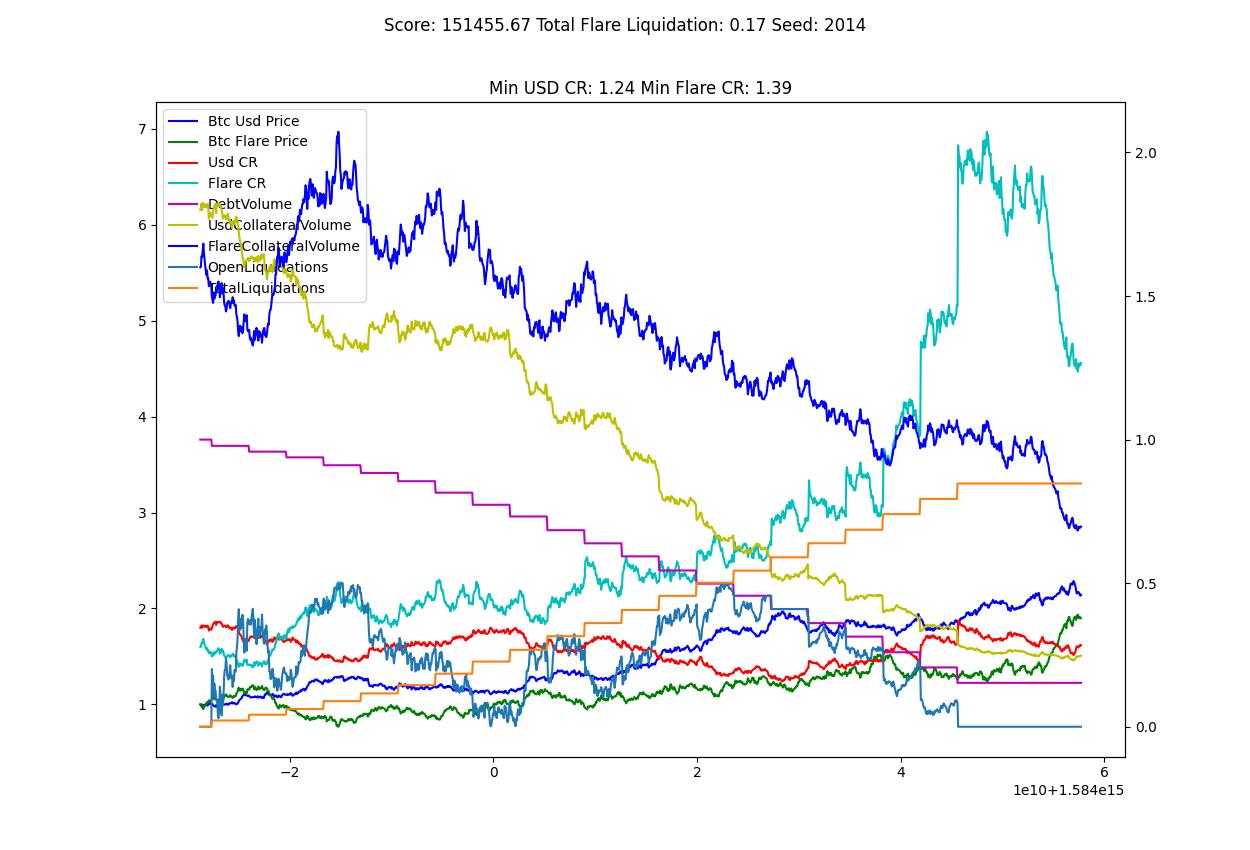 Score: 151455.67 Total Flare Liquidation: 0.17 Seed: 2014
Min USD CR: 1.24 Min Flare CR: 1.39
Btc Usd Price
Btc Flare Price
Usd CR
Flare CR
DebtVolume
UsdCollateralVolume
FlareCollateralVolume
OpenLiquidations
TotalLiquidations
7
6
5
4
3
2
1
2.0
1.5
1.0
0.5
0.0
−2
0
2
4
6
1e10+1.584e15